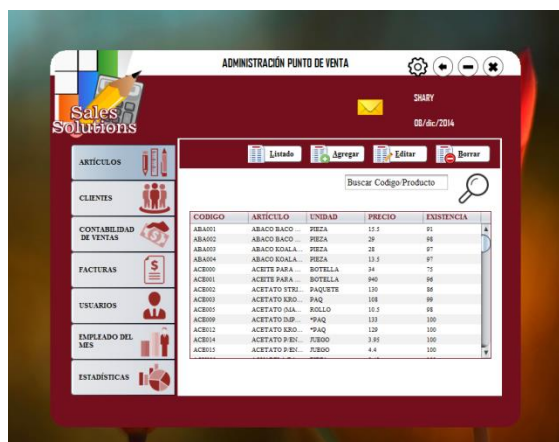 ADMINISTRACIÓN PUNTO DE VENTA
SHARY
08/dic/2014
Sales
Solutions
ARTÍCULOS
CLIENTES
CONTABILIDAD
DE VENTAS
FACTURAS
USUARIOS
EMPLEADO DEL
MES
ESTADÍSTICAS
Listado Agregar Editar Borrar
Buscar Codigo/Producto
CODIGO ARTÍCULO UNIDAD PRECIO EXISTENCIA
ABA001 ABACO BACO ... PIEZA 15.5 91
ABA002 ABACO BACO ... PIEZA 29 98
ABA003 ABACO KOALA... PIEZA 28 97
ABA004 ABACO KOALA... PIEZA 13.5 97
ACE000 ACEITE PARA ... BOTELLA 34 75
ACE001 ACEITE PARA ... BOTELLA 940 96
ACE002 ACETATO STRI... PAQUETE 130 86
ACE003 ACETATO KRO... PAQ 108 99
ACE005 ACETATO (MA... ROLLO 10.5 98
ACE009 ACETATO IMP... *PAQ 133 100
ACE012 ACETATO KRO... *PAQ 129 100
ACE014 ACETATO P/EN... JUEGO 3.95 100
ACE015 ACETATO P/EN... JUEGO 4.4 100